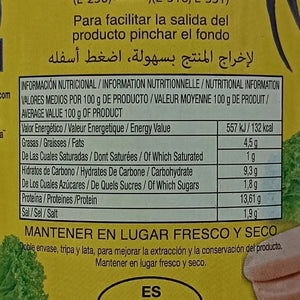 Para facilitar la salida del
producto pinchar el fondo
لإخراج المنتج بسهولة، اضغط أسفله
INFORMACIÓN NUTRICIONAL / INFORMATION NUTRITIONNELLE / NUTRITIONAL INFORMATION
VALORES MEDIOS POR 100 g DE PRODUCTO / VALEUR MOYENNE 100 g DE PRODUIT /
AVERAGE VALUE 100 g OF PRODUCT
Valor Energético / Valeur Energetique / Energy Value 557 kJ / 132 kcal
Grasas / Graisses / Fats 4,5 g
De Las Cuales Saturadas / Dont Saturées / Of Which Saturated 1 g
Hidratos de Carbono / Hydrates De Carbone / Carbohydrate 9,3 g
De Los Cuales Azúcares / De Quels Sucres / Of Which Sugars 1,8 g
Proteína / Proteínes /Protein 13,61 g
Sal / Sel / Salt 1,9 g
MANTENER EN LUGAR FRESCO Y SECO
Doble envase, tripa y lata, para mejorar la extracción y la conservación del producto.
Mantener en lugar fresco y seco.
ES